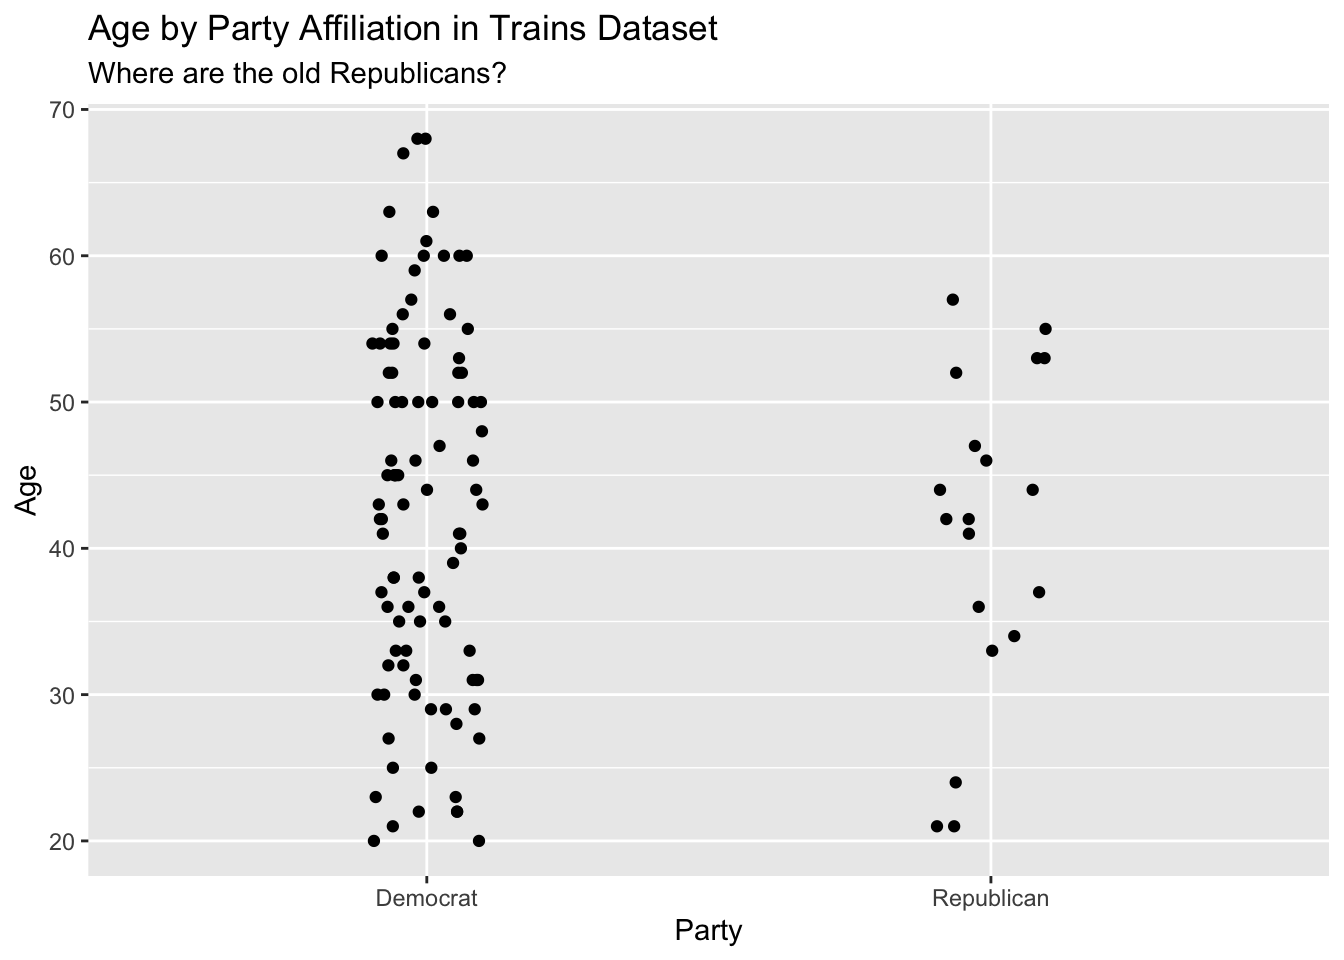 Age by Party Affiliation in Trains Dataset
Where are the old Republicans?
70
60
50
40
30
20
Age
Democrat
Republican
Party